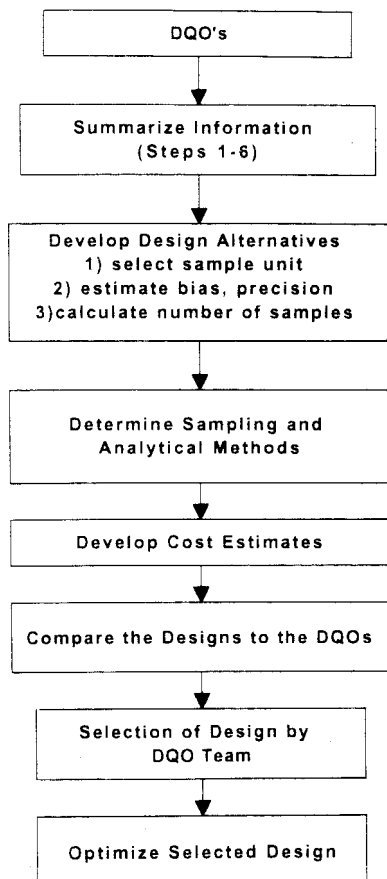 DQO's
Summarize Information
(Steps 1-6)
Develop Design Alternatives
1) select sample unit
2) estimate bias, precision
3)calculate number of samples
Determine Sampling and
Analytical Methods
Develop Cost Estimates
Compare the Designs to the DQOs
Selection of Design by
DQO Team
Optimize Selected Design